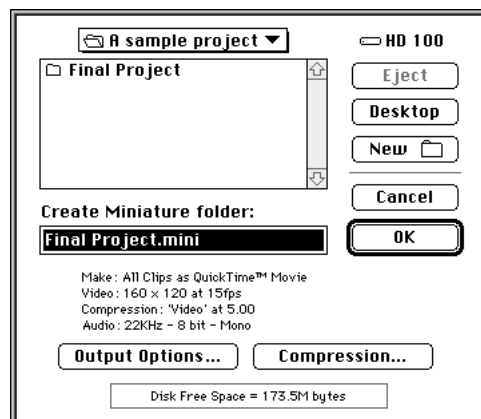 A sample project
HD 100
Final Project
Eject
Desktop
New
Cancel
OK
Create Miniature folder:
Final Project.mini
Make: All Clips as QuickTime™ Movie
Video: 160 x 120 at 15fps
Compression: 'Video' at 5.00
Audio: 22KHz - 8 bit - Mono
Output Options...
Compression...
Disk Free Space = 173.5M bytes